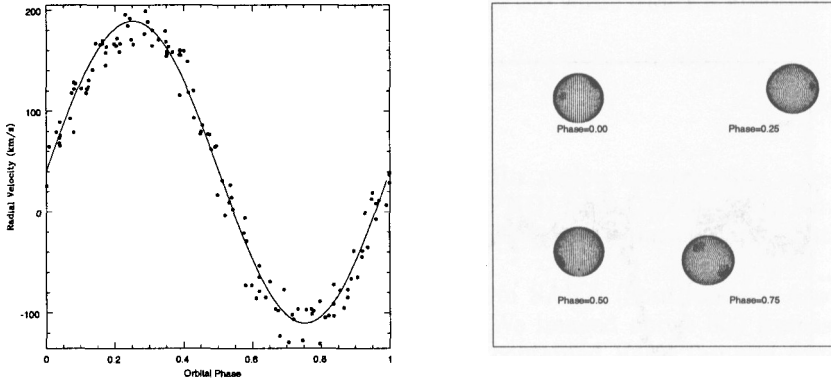 200
100
0
-100
Radial Velocity (km/s)
0 0.2 0.4 0.6 0.8 1
Orbital Phase
Phase=0.00
Phase=0.25
Phase=0.50
Phase=0.75